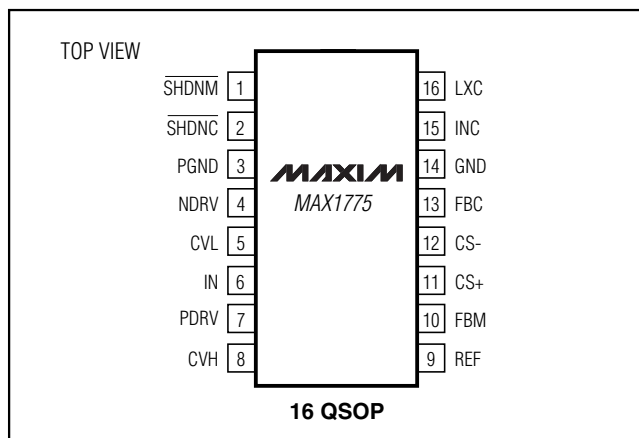 TOP VIEW
SHDNM 1
SHDNC 2
PGND 3
NDRV 4
CVL 5
IN 6
PDRV 7
CVH 8
MAXIM
MAX1775
16 LXC
15 INC
14 GND
13 FBC
12 CS-
11 CS+
10 FBM
9 REF
16 QSOP